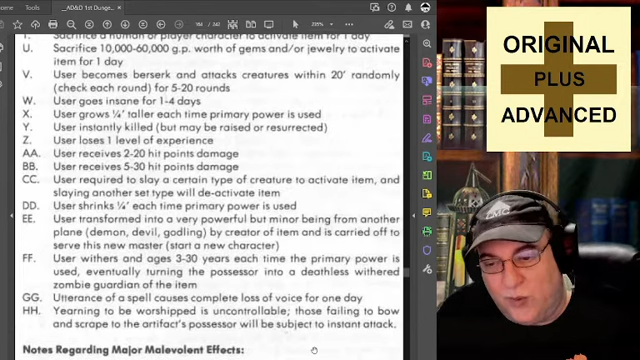 __AD&D 1st Dunge...
184 / 242
235%
T. Sacrifice a human or player character to activate item for 1 day
U. Sacrifice 10,000-60,000 g.p. worth of gems and/or jewelry to activate
item for 1 day
V. User becomes berserk and attacks creatures within 20' randomly
(check each round) for 5-20 rounds
W. User goes insane for 1-4 days
X. User grows ¼' taller each time primary power is used
Y. User instantly killed (but may be raised or resurrected)
Z. User loses 1 level of experience
AA. User receives 2-20 hit points damage
BB. User receives 5-30 hit points damage
CC. User required to slay a certain type of creature to activate item, and
slaying another set type will de-activate item
DD. User shrinks ¼' each time primary power is used
EE. User transformed into a very powerful but minor being from another
plane (demon, devil, godling) by creator of item and is carried off to
serve this new master (start a new character)
FF. User withers and ages 3-30 years each time the primary power is
used, eventually turning the possessor into a deathless withered
zombie guardian of the item
GG. Utterance of a spell causes complete loss of voice for one day
HH. Yearning to be worshipped is uncontrollable; those failing to bow
and scrape to the artifact's possessor will be subject to instant attack.
Notes Regarding Major Malevolent Effects:
ORIGINAL
PLUS
ADVANCED